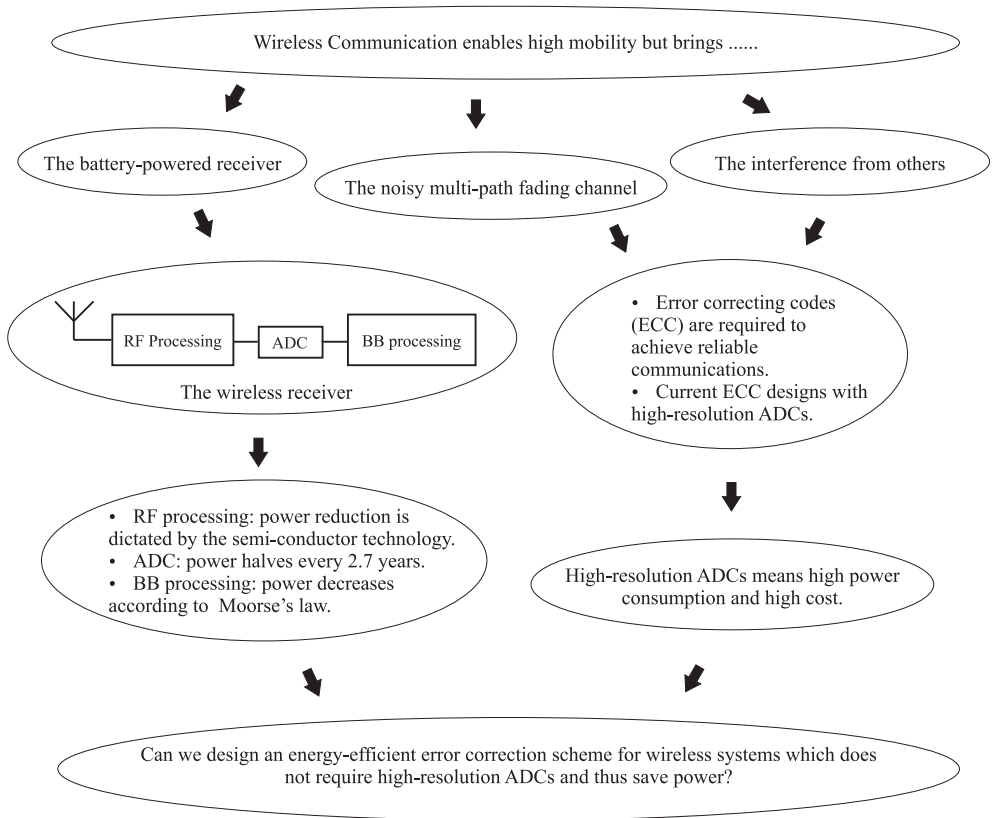 Wireless Communication enables high mobility but brings ......
The battery-powered receiver
The noisy multi-path fading channel
The interference from others
RF Processing
ADC
BB processing
The wireless receiver
• Error correcting codes
(ECC) are required to
achieve reliable
communications.
• Current ECC designs with
high-resolution ADCs.
• RF processing: power reduction is
dictated by the semi-conductor technology.
• ADC: power halves every 2.7 years.
• BB processing: power decreases
according to Moorse's law.
High-resolution ADCs means high power
consumption and high cost.
Can we design an energy-efficient error correction scheme for wireless systems which does
not require high-resolution ADCs and thus save power?